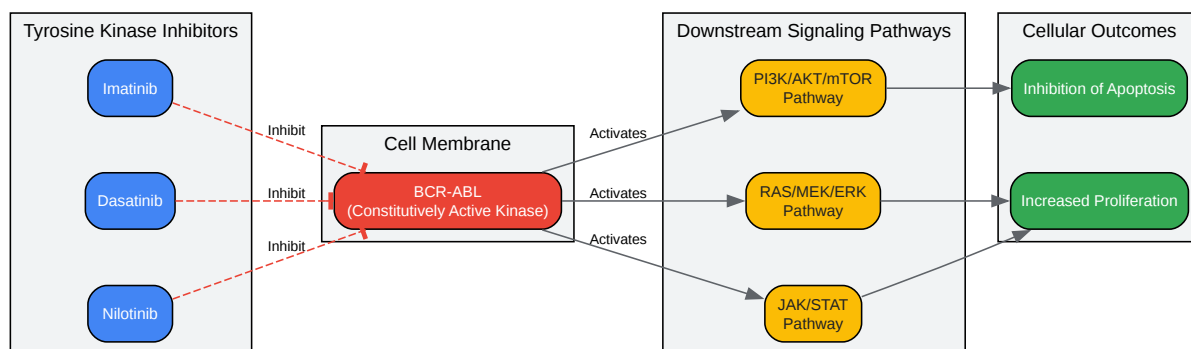 Tyrosine Kinase Inhibitors
Imatinib
Dasatinib
Nilotinib
Inhibit
Inhibit
Inhibit
Cell Membrane
BCR-ABL
(Constitutively Active Kinase)
Activates
Activates
Activates
Downstream Signaling Pathways
PI3K/AKT/mTOR
Pathway
RAS/MEK/ERK
Pathway
JAK/STAT
Pathway
Cellular Outcomes
Inhibition of Apoptosis
Increased Proliferation